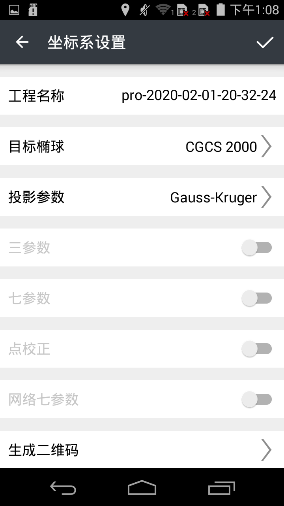 下午1:08
坐标系设置
工程名称 pro-2020-02-01-20-32-24
目标椭球 CGCS 2000
投影参数 Gauss-Kruger
三参数
七参数
点校正
网络七参数
生成二维码